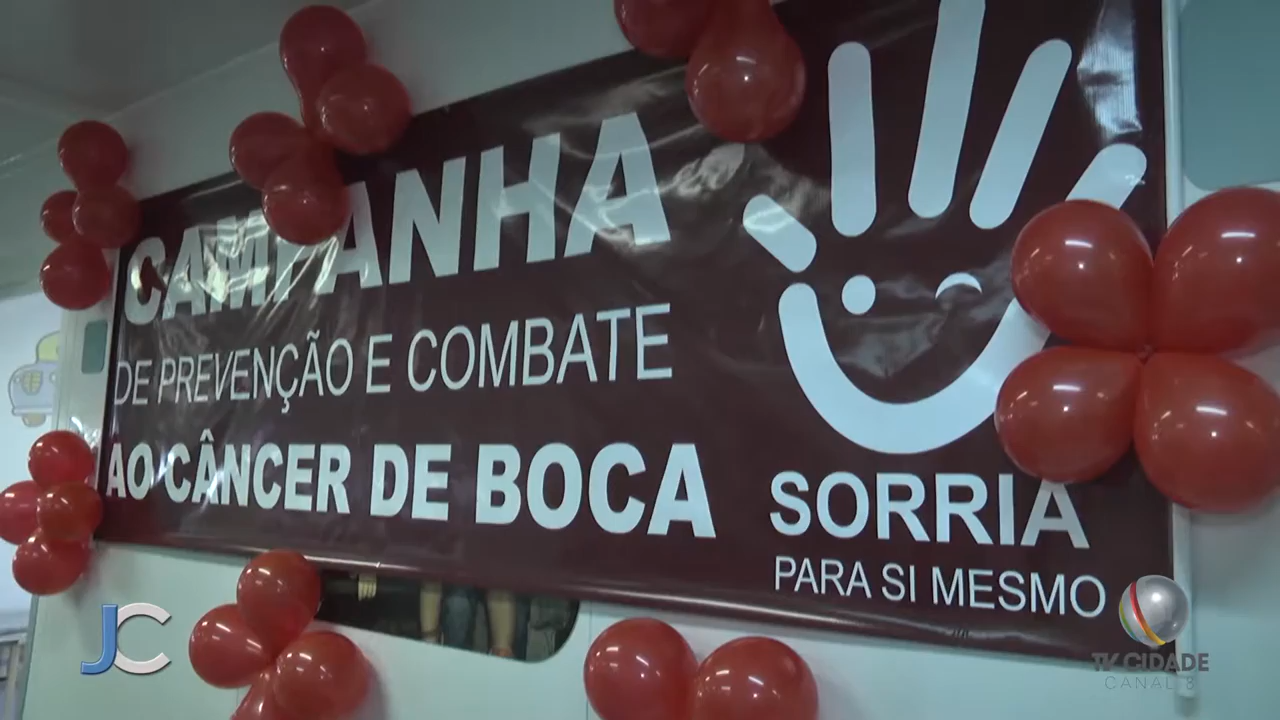 CAMPANHA
DE PREVENÇÃO E COMBATE
AO CÂNCER DE BOCA
SORRIA
PARA SI MESMO
JC
TV CIDADE
CANAL 3